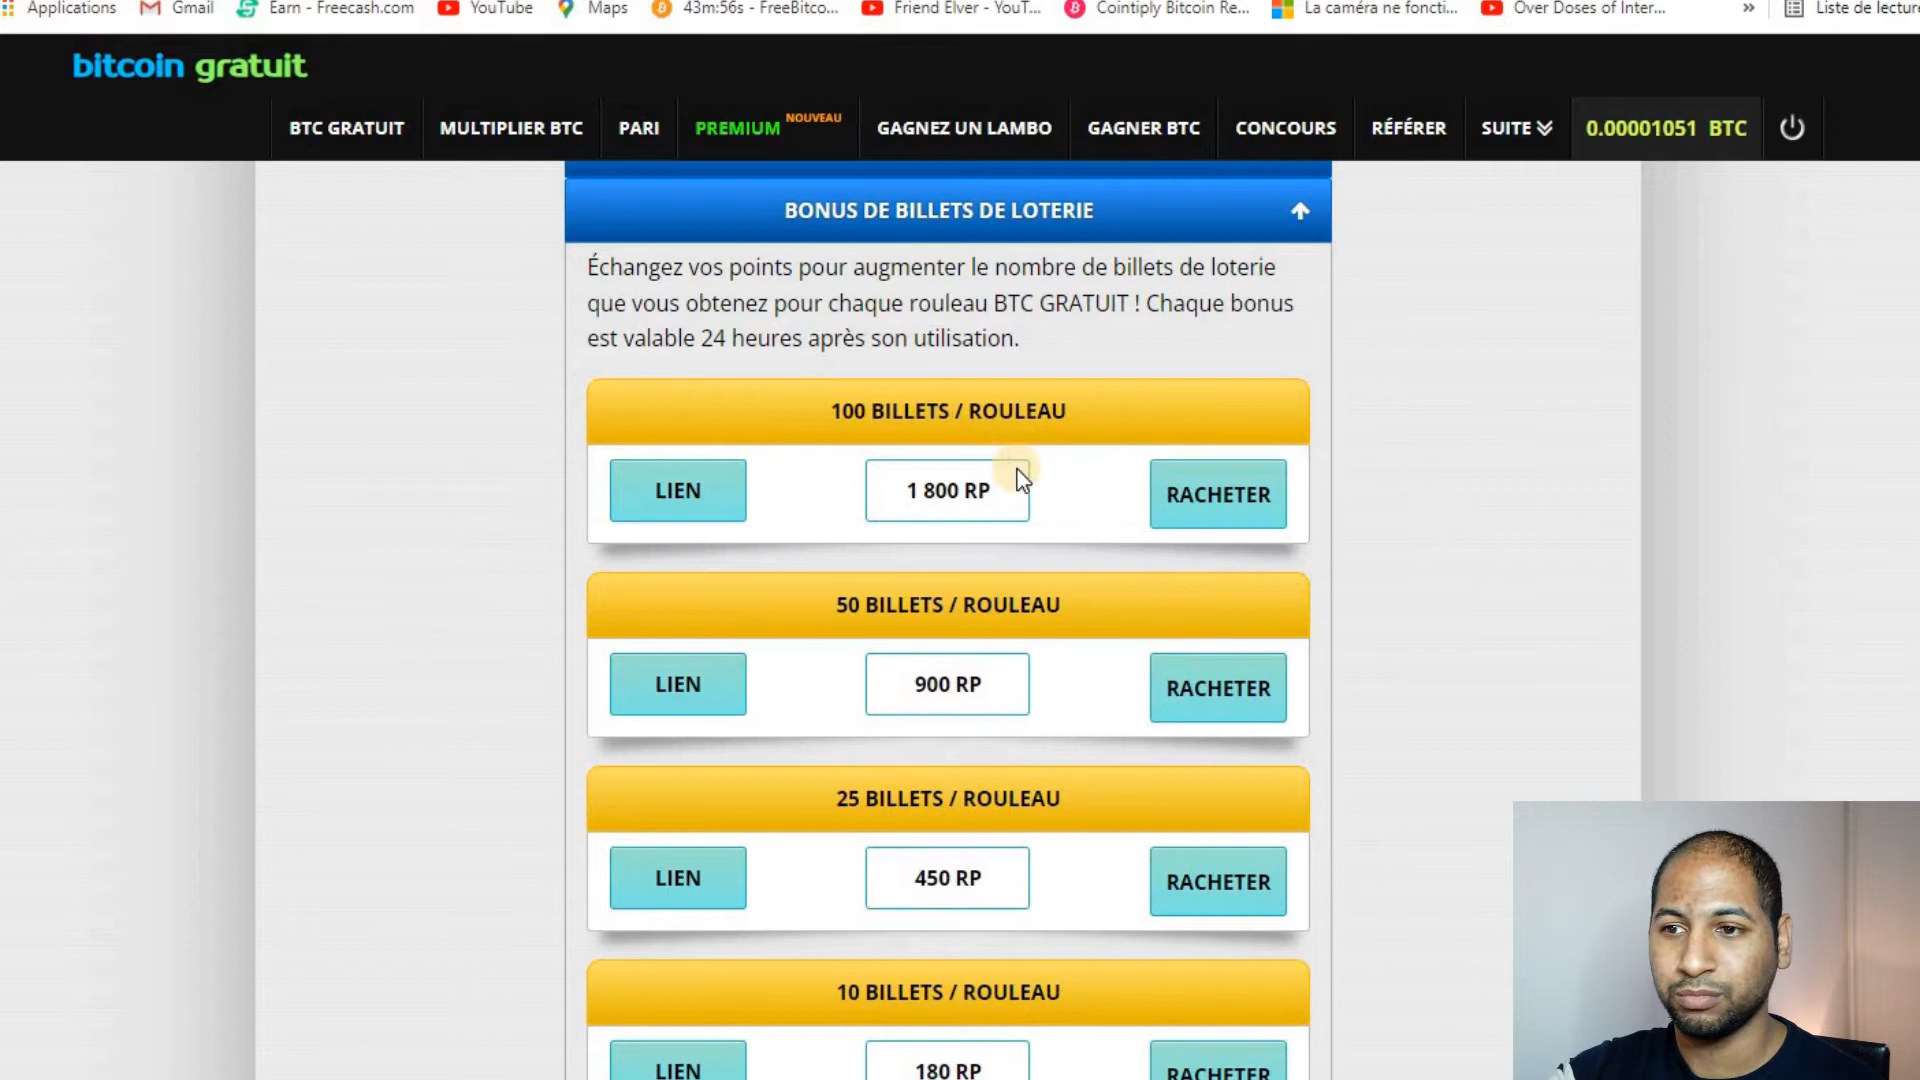 Applications Gmail Earn - Freecash.com YouTube Maps 43m:56s - FreeBitco... Friend Elver - YouT... Cointiply Bitcoin Re... La caméra ne foncti... Over Doses of Inter... » Liste de lecture
bitcoin gratuit
BTC GRATUIT MULTIPLIER BTC PARI PREMIUM NOUVEAU GAGNEZ UN LAMBO GAGNER BTC CONCOURS RÉFÉRER SUITE 0.00001051 BTC
BONUS DE BILLETS DE LOTERIE
Échangez vos points pour augmenter le nombre de billets de loterie
que vous obtenez pour chaque rouleau BTC GRATUIT ! Chaque bonus
est valable 24 heures après son utilisation.
100 BILLETS / ROULEAU
LIEN 1 800 RP RACHETER
50 BILLETS / ROULEAU
LIEN 900 RP RACHETER
25 BILLETS / ROULEAU
LIEN 450 RP RACHETER
10 BILLETS / ROULEAU
LIEN 180 RP RACHETER